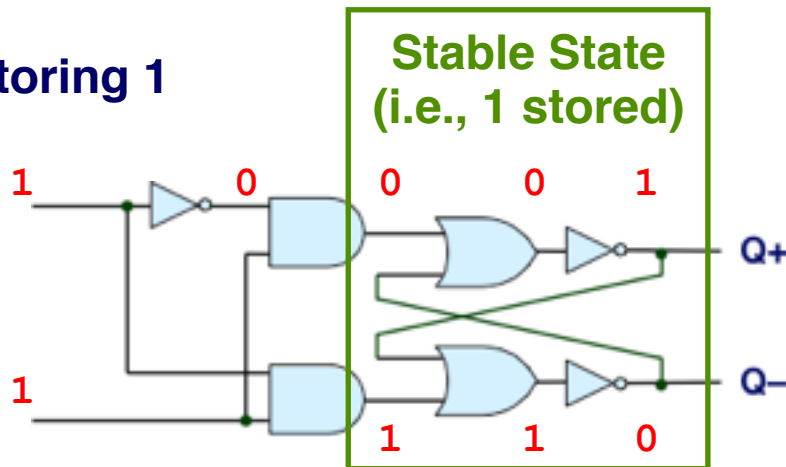 toring 1
Stable State
(i.e., 1 stored)
1 0 0 0 1
Q+
1
Q–
1 1 0